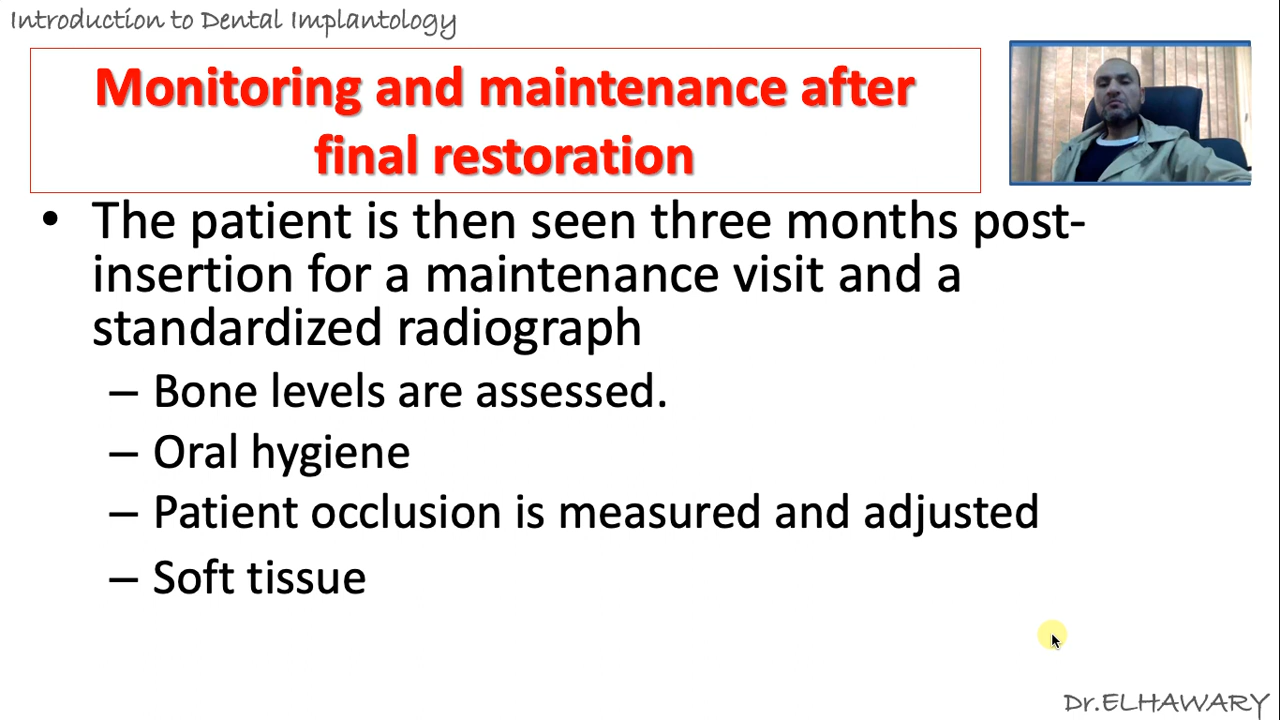 Introduction to Dental Implantology
Monitoring and maintenance after
final restoration
• The patient is then seen three months post-
insertion for a maintenance visit and a
standardized radiograph
– Bone levels are assessed.
– Oral hygiene
– Patient occlusion is measured and adjusted
– Soft tissue
Dr.ELHAWARY